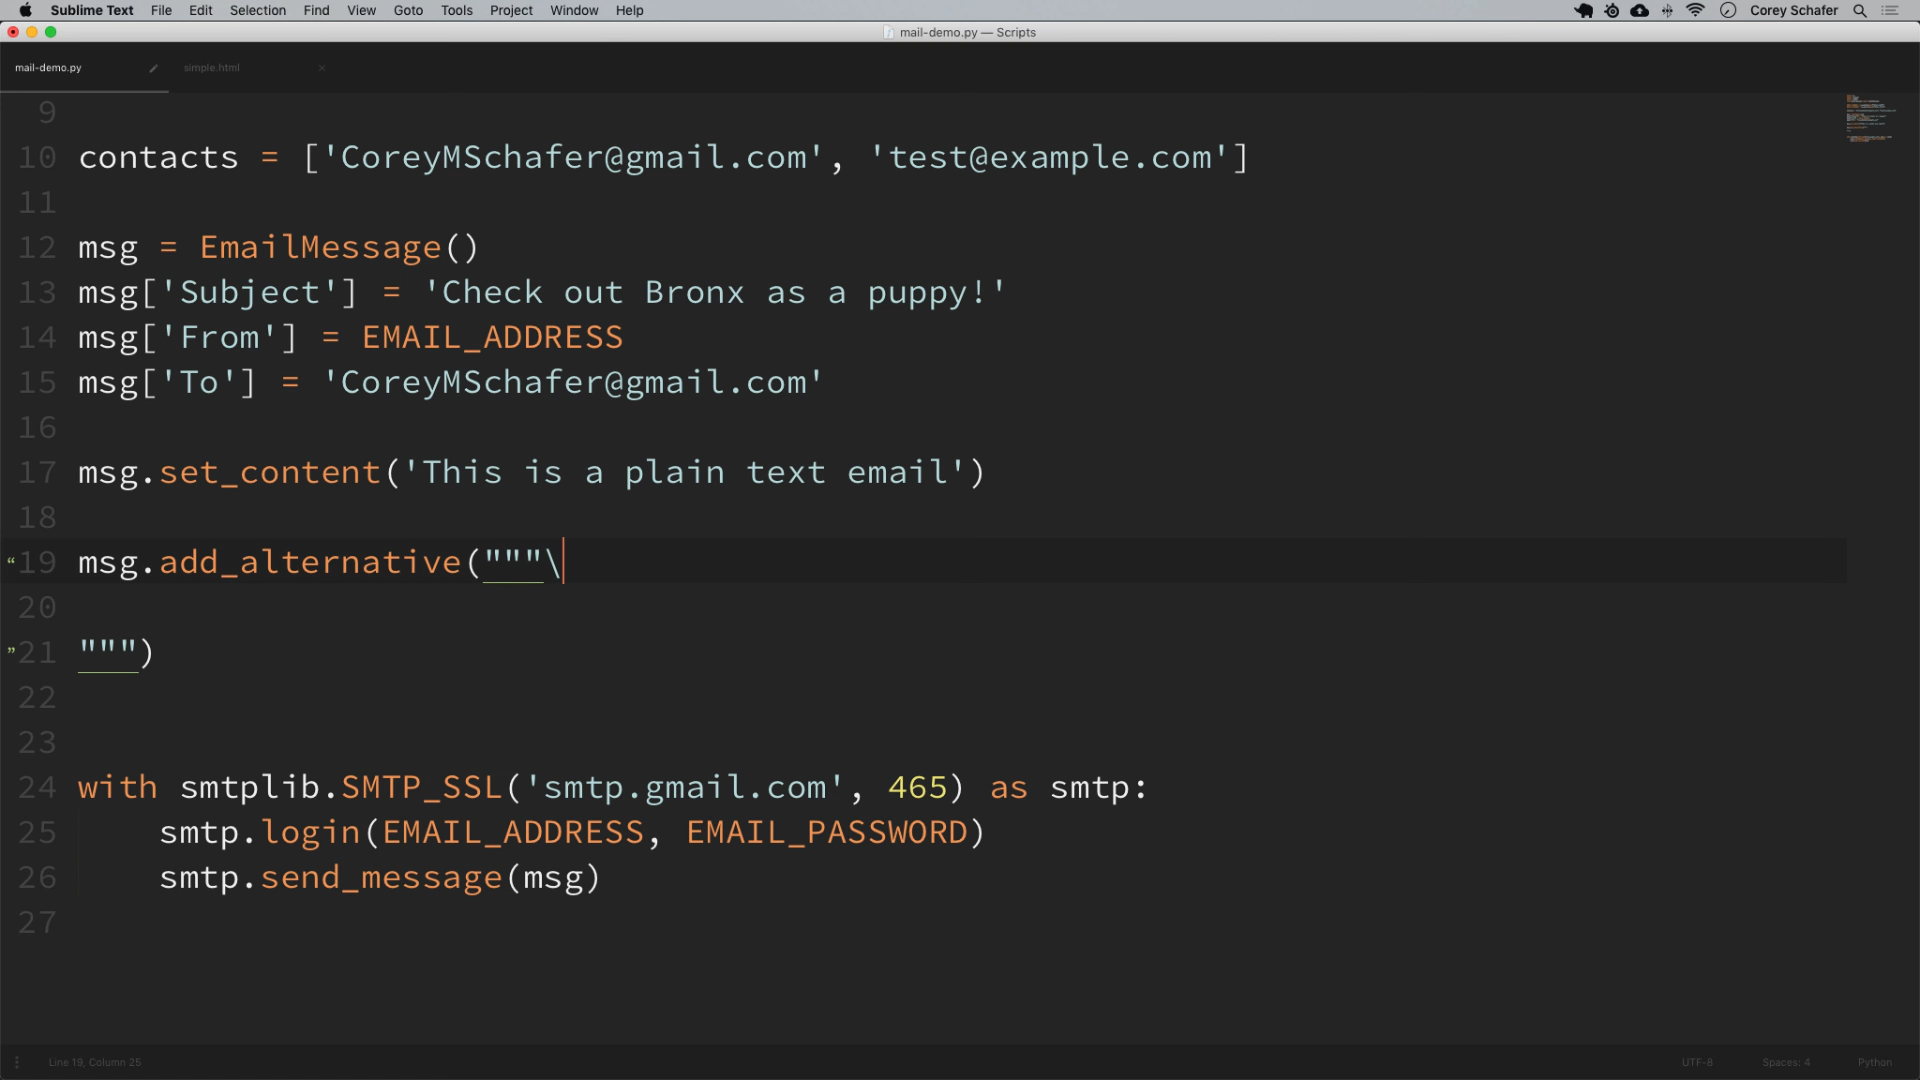 Sublime Text File Edit Selection Find View Goto Tools Project Window Help Corey Schafer
mail-demo.py — Scripts
mail-demo.py simple.html
9
10 contacts = ['CoreyMSchafer@gmail.com', 'test@example.com']
11
12 msg = EmailMessage()
13 msg['Subject'] = 'Check out Bronx as a puppy!'
14 msg['From'] = EMAIL_ADDRESS
15 msg['To'] = 'CoreyMSchafer@gmail.com'
16
17 msg.set_content('This is a plain text email')
18
“19 msg.add_alternative("""\
20
”21 """)
22
23
24 with smtplib.SMTP_SSL('smtp.gmail.com', 465) as smtp:
25     smtp.login(EMAIL_ADDRESS, EMAIL_PASSWORD)
26     smtp.send_message(msg)
27
Line 19, Column 25 UTF-8 Spaces: 4 Python